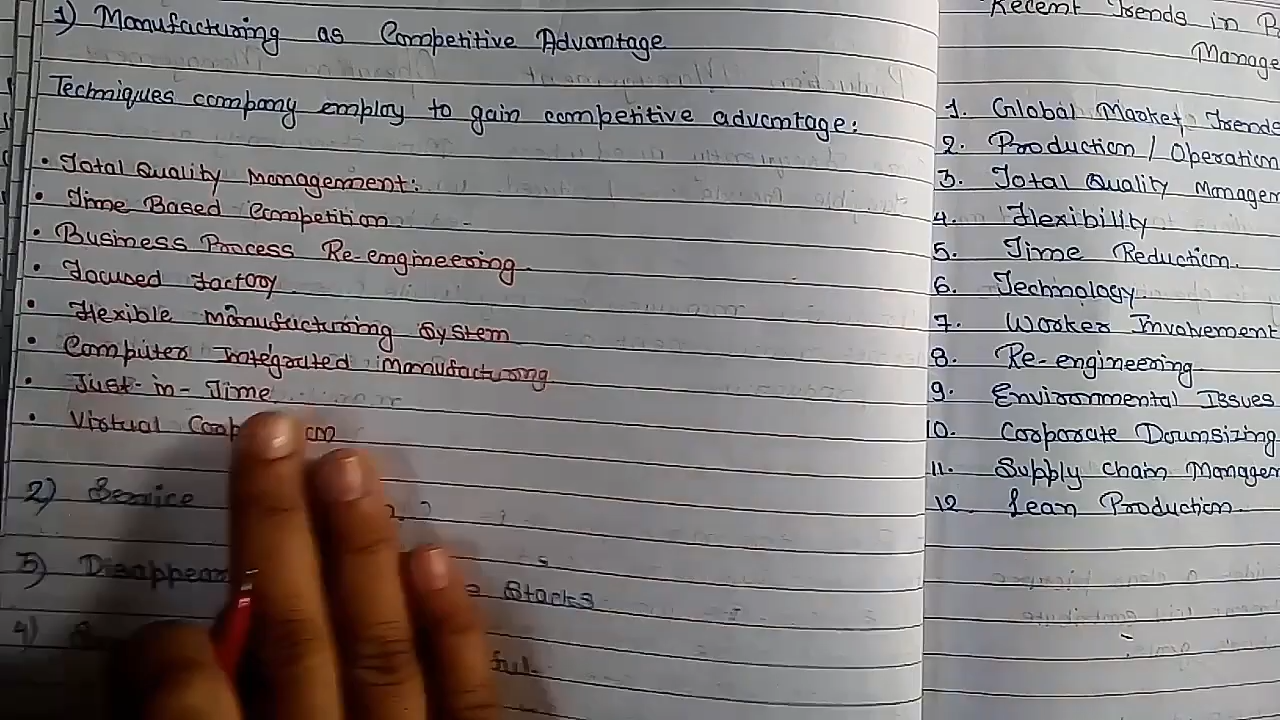 1) Manufacturing as Competitive Advantage
Techniques company employ to gain competitive advantage:
• Total Quality Management:
• Time Based Competition
• Business Process Re-engineering
• Focused factory
• Flexible manufucturing System
• Computer Integrated manufacturing
• Just-in-Time
• Virtual
2) Service
3)
Stacks
4)
Recent Trends in
1. Global Market Trends
2. Production / Operation
3. Total Quality
4. Flexibility
5. Time Reduction.
6. Technology
7. Worker Involvement
8. Re-engineering
9. Environmental Issues
10. Corporate Downsizing
11. Supply Chain
12. Lean Production